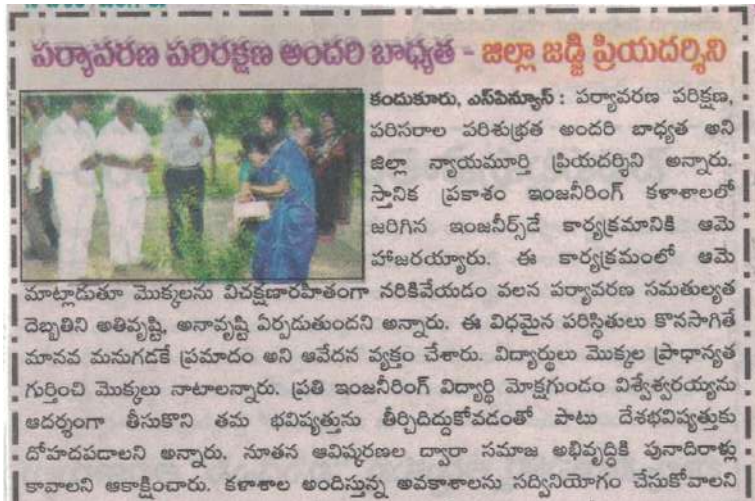 పర్యావరణ పరిరక్షణ అందరి బాధ్యత - జిల్లా జడ్జి ప్రియదర్శిని
కందుకూరు, ఎస్‌పిన్యూస్ : పర్యావరణ పరిక్షణ,
పరిసరాల పరిశుభ్రత అందరి బాధ్యత అని
జిల్లా న్యాయమూర్తి ప్రియదర్శిని అన్నారు.
స్తానిక ప్రకాశం ఇంజనీరింగ్ కళాశాలలో
జరిగిన ఇంజనీర్స్‌డే కార్యక్రమానికి ఆమె
హాజరయ్యారు. ఈ కార్యక్రమంలో ఆమె
మాట్లాడుతూ మొక్కలను విచక్షణారహితంగా నరికివేయడం వలన పర్యావరణ సమతుల్యత
దెబ్బతిని అతివృష్టి, అనావృష్టి ఏర్పడుతుందని అన్నారు. ఈ విధమైన పరిస్థితులు కొనసాగితే
మానవ మనుగడకే ప్రమాదం అని ఆవేదన వ్యక్తం చేశారు. విద్యార్థులు మొక్కల ప్రాధాన్యత
గుర్తించి మొక్కలు నాటాలన్నారు. ప్రతి ఇంజనీరింగ్ విద్యార్థి మోక్షగుండం విశ్వేశ్వరయ్యను
ఆదర్శంగా తీసుకొని తమ భవిష్యత్తును తీర్చిదిద్దుకోవడంతో పాటు దేశభవిష్యత్తుకు
దోహదపడాలని అన్నారు. నూతన ఆవిష్కరణల ద్వారా సమాజ అభివృద్ధికి పునాదిరాళ్లు
కావాలని ఆకాక్షించారు. కళాశాల అందిస్తున్న అవకాశాలను సద్వినియోగం చేసుకోవాలని